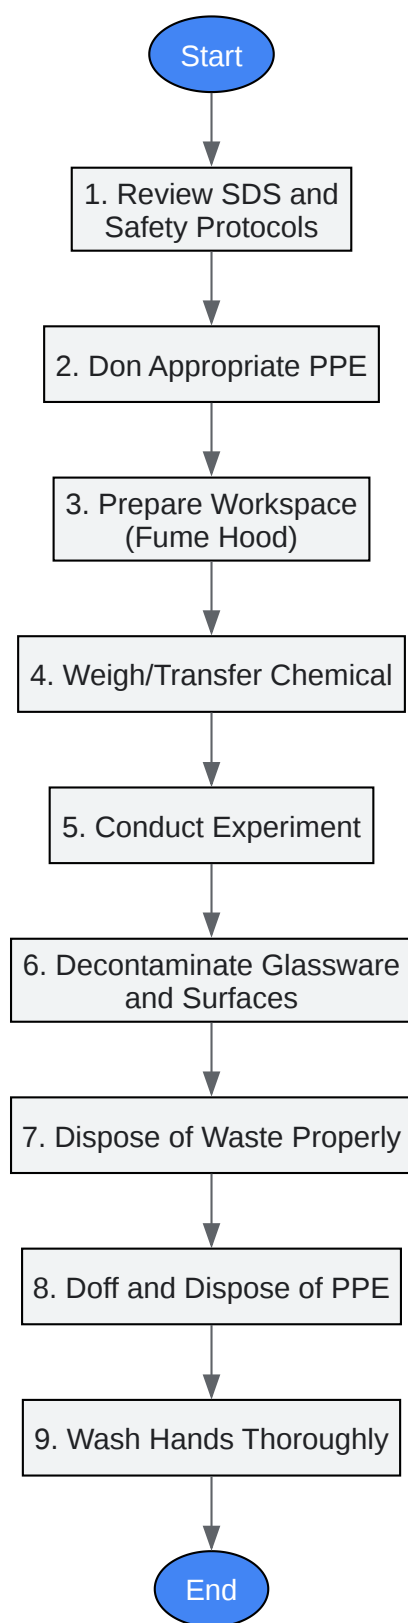 Start
1. Review SDS and
Safety Protocols
2. Don Appropriate PPE
3. Prepare Workspace
(Fume Hood)
4. Weigh/Transfer Chemical
5. Conduct Experiment
6. Decontaminate Glassware
and Surfaces
7. Dispose of Waste Properly
8. Doff and Dispose of PPE
9. Wash Hands Thoroughly
End